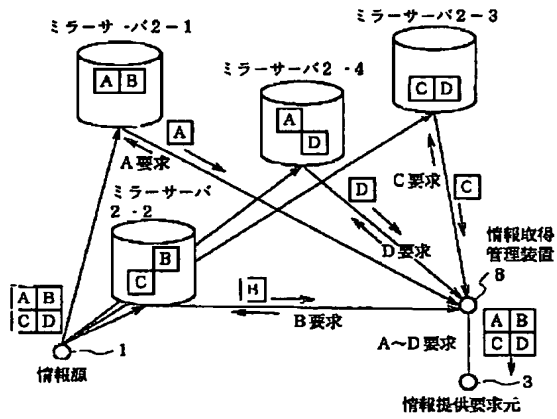 ミラーサーバ2-1
ミラーサーバ2-3
ミラーサーバ2-4
A B
C D
A
D
A
A要求
C要求
C
D
D要求
ミラーサーバ
2-2
B
C
B
B要求
情報取得
管理装置
8
A B
C D
1
情報源
A～D要求
A B
C D
3
情報提供要求元